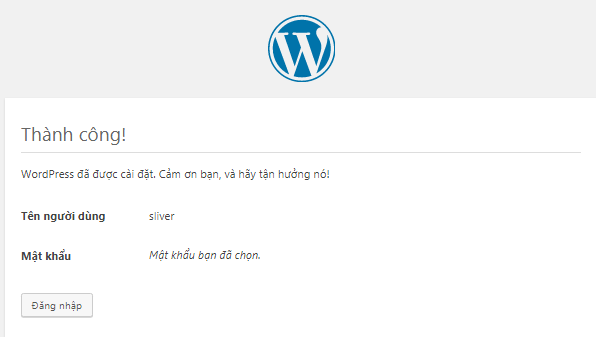 Thành công!
WordPress đã được cài đặt. Cảm ơn bạn, và hãy tận hưởng nó!
Tên người dùng sliver
Mật khẩu Mật khẩu bạn đã chọn.
Đăng nhập